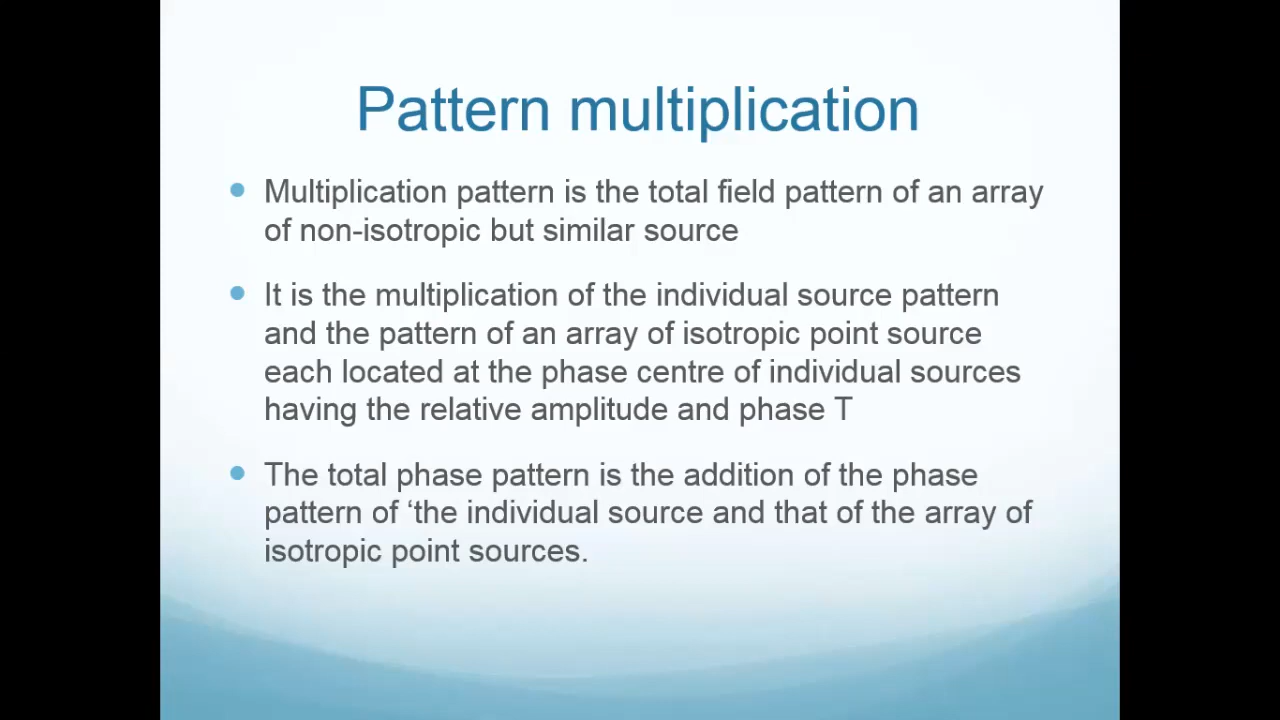 Pattern multiplication
Multiplication pattern is the total field pattern of an array
of non-isotropic but similar source
It is the multiplication of the individual source pattern
and the pattern of an array of isotropic point source
each located at the phase centre of individual sources
having the relative amplitude and phase T
The total phase pattern is the addition of the phase
pattern of ‘the individual source and that of the array of
isotropic point sources.